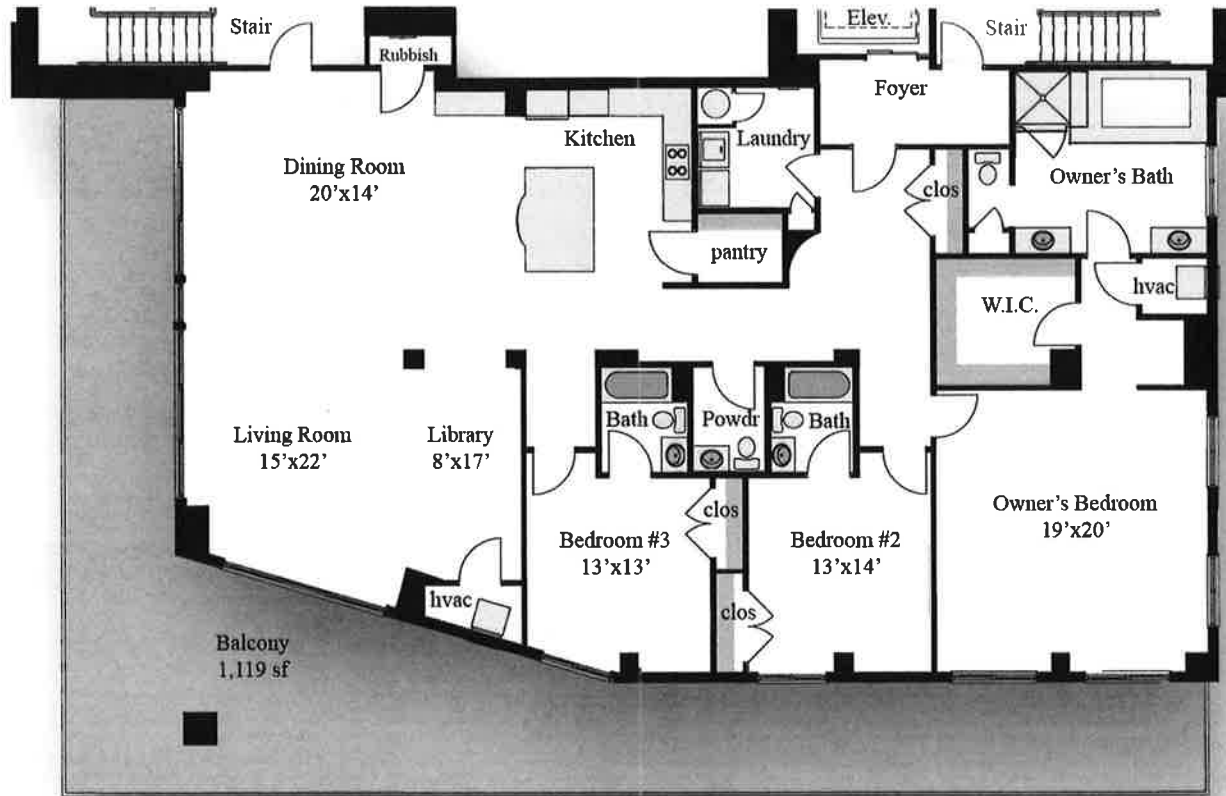 Stair
Rubbish
Elev.
Stair
Foyer
Kitchen
Laundry
Dining Room
20'x14'
clos
Owner's Bath
pantry
hvac
W.I.C.
Living Room
15'x22'
Library
8'x17'
Bath
Powdr
Bath
Owner's Bedroom
19'x20'
clos
Bedroom #3
13'x13'
Bedroom #2
13'x14'
hvac
clos
Balcony
1,119 sf